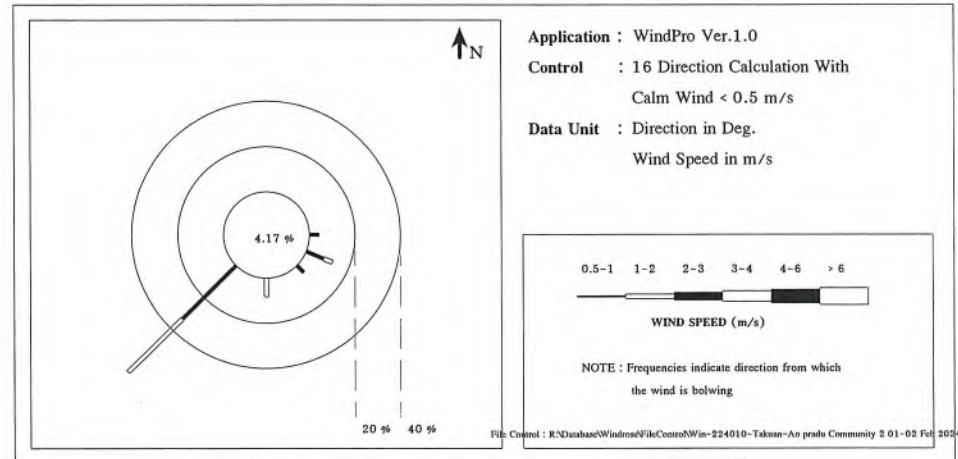 N
4.17 %
20 % 40 %
Application : WindPro Ver.1.0
Control : 16 Direction Calculation With
Calm Wind < 0.5 m/s
Data Unit : Direction in Deg.
Wind Speed in m/s
0.5-1 1-2 2-3 3-4 4-6 > 6
WIND SPEED (m/s)
NOTE : Frequencies indicate direction from which
the wind is bolwing
File Control : R:\Database\Windrose\FileControl\Win-224010-Takuan-Ao pradu Community 2 01-02 Feb 2024